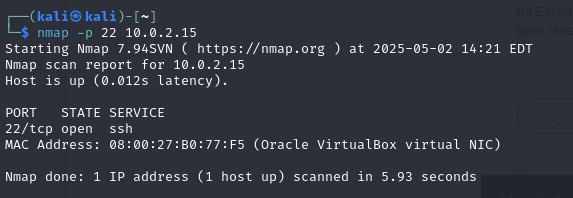 ┌──(kali㉿kali)-[~]
└─$ nmap -p 22 10.0.2.15
Starting Nmap 7.94SVN ( https://nmap.org ) at 2025-05-02 14:21 EDT
Nmap scan report for 10.0.2.15
Host is up (0.012s latency).

PORT   STATE SERVICE
22/tcp open  ssh
MAC Address: 08:00:27:B0:77:F5 (Oracle VirtualBox virtual NIC)

Nmap done: 1 IP address (1 host up) scanned in 5.93 seconds